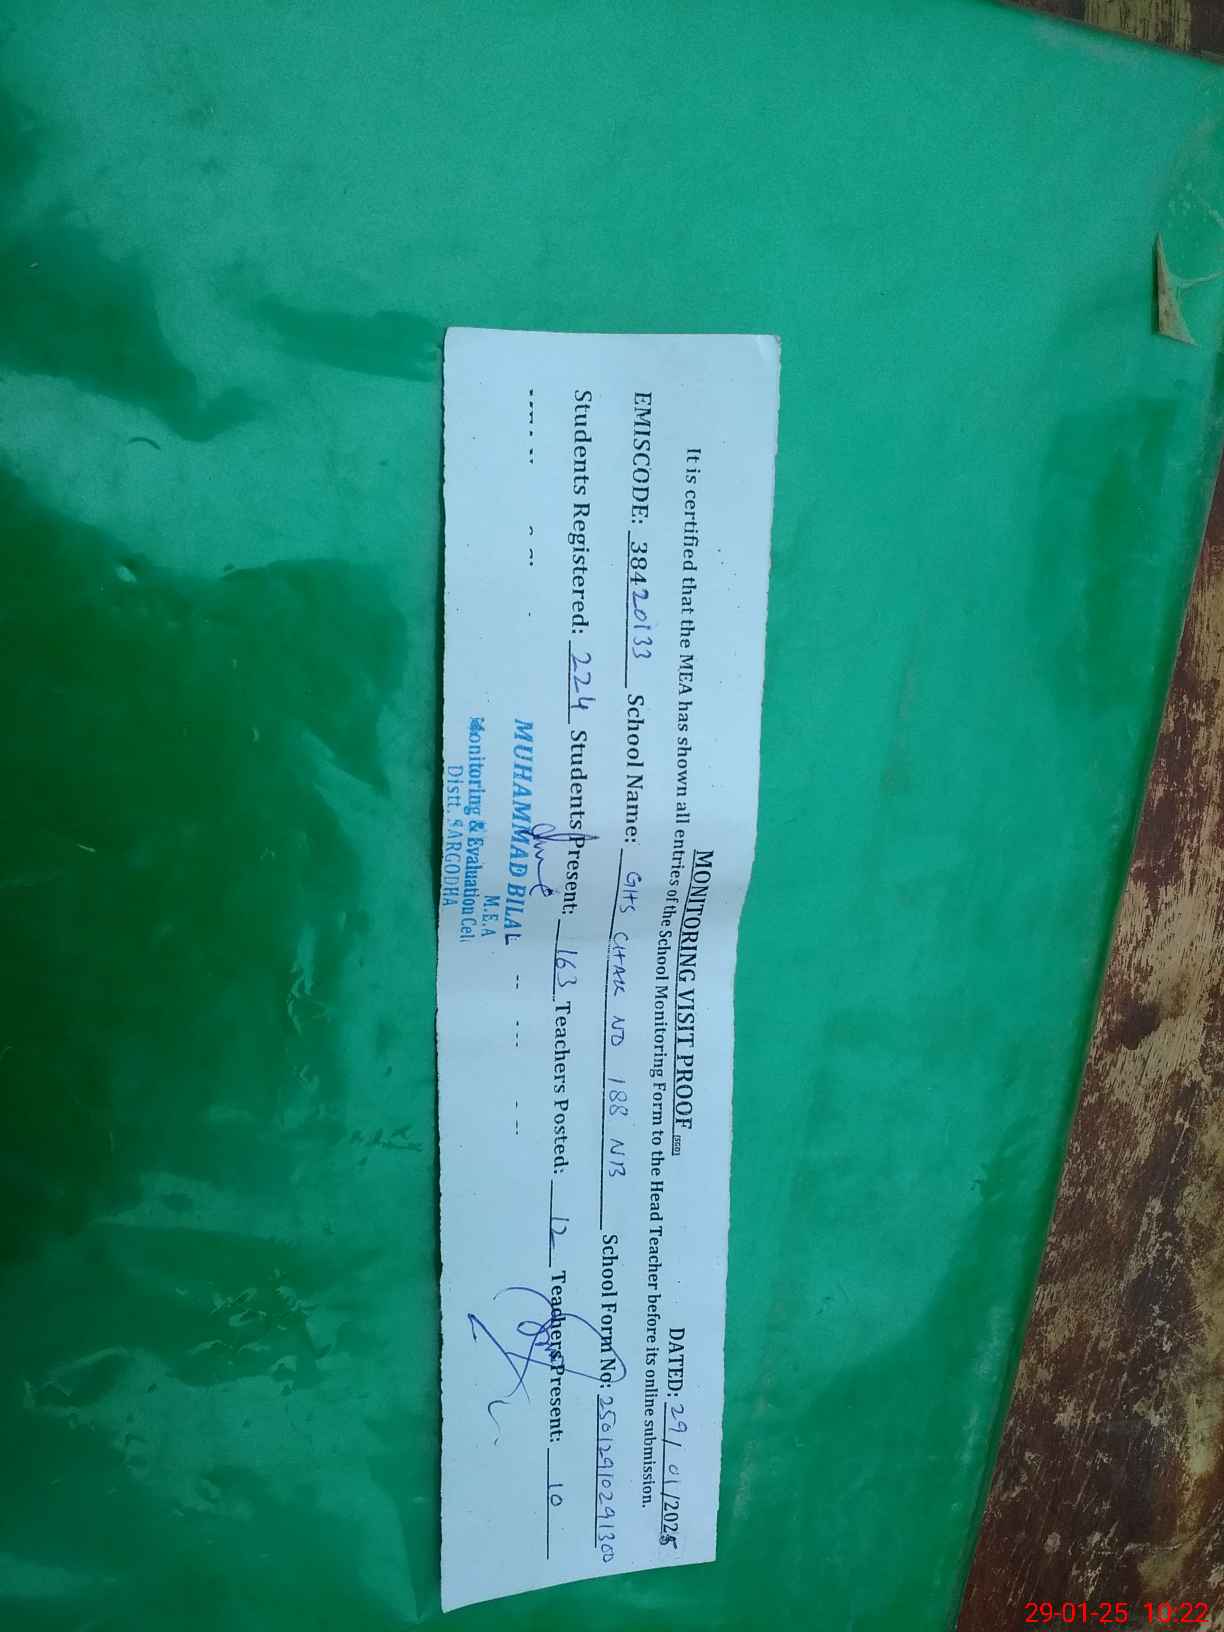 MONITORING VISIT PROOF [SGD] DATED: 29/01/2025
It is certified that the MEA has shown all entries of the School Monitoring Form to the Head Teacher before its online submission.
EMISCODE: 38420133 School Name: GHS CHAK NO 188 NB School Form No: 25012910291300
Students Registered: 224 Students Present: 163 Teachers Posted: 12 Teachers Present: 10
MUHAMMAD BILAL
M.E.A
Monitoring & Evaluation Cell
Distt. SARGODHA
29-01-25 10:22